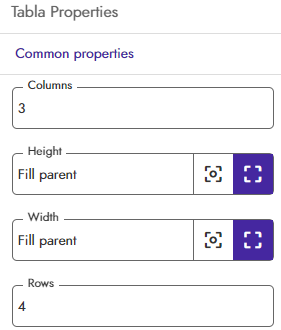 Tabla Properties
Common properties
Columns
3
Height
Fill parent
Width
Fill parent
Rows
4